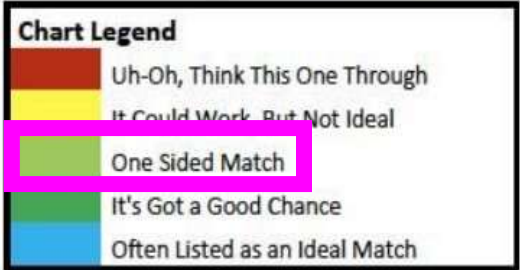 Chart Legend
Uh-Oh, Think This One Through
It Could Work, But Not Ideal
One Sided Match
It's Got a Good Chance
Often Listed as an Ideal Match